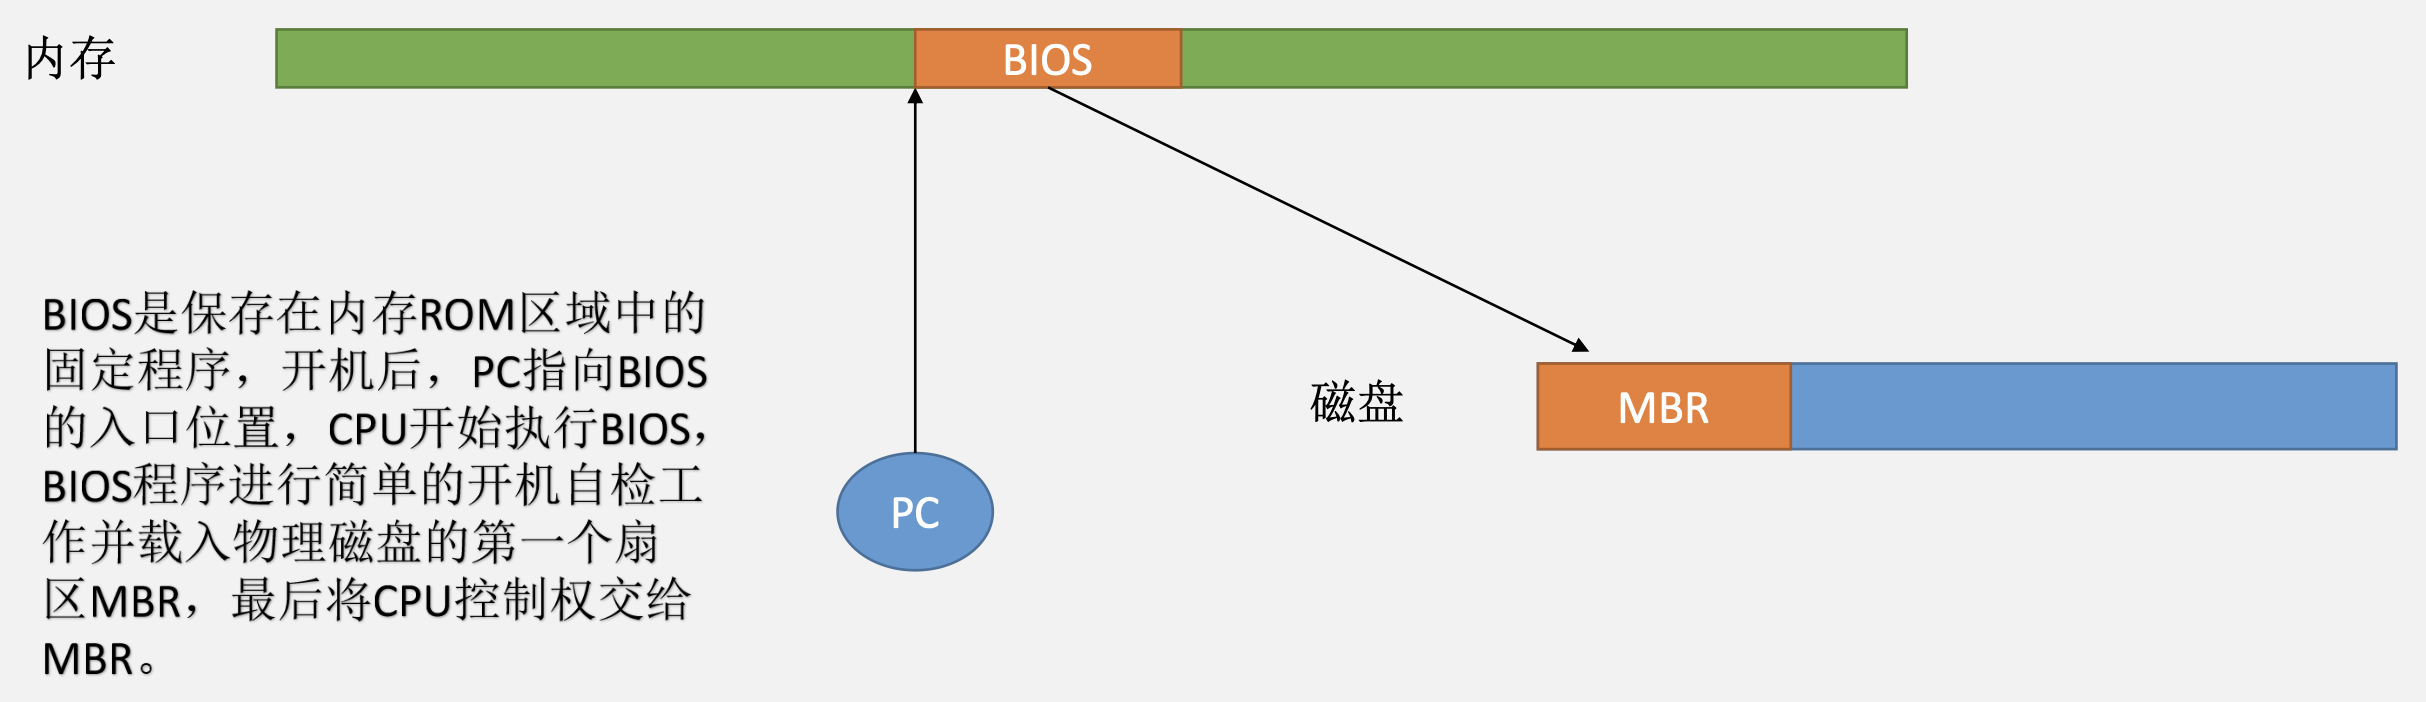 内存
BIOS
BIOS是保存在内存ROM区域中的
固定程序，开机后，PC指向BIOS
的入口位置，CPU开始执行BIOS，
BIOS程序进行简单的开机自检工
作并载入物理磁盘的第一个扇
区MBR，最后将CPU控制权交给
MBR。
PC
磁盘
MBR